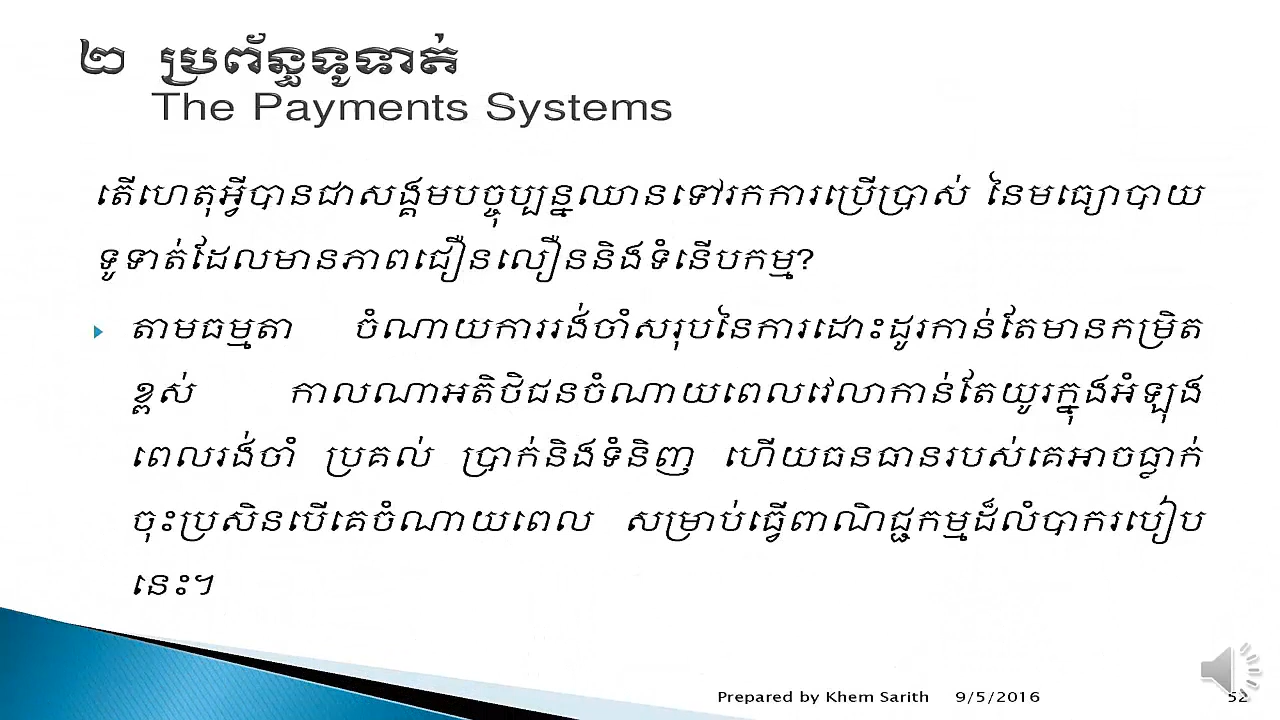 ២ ប្រព័ន្ធទូទាត់
The Payments Systems
តើហេតុអ្វីបានជាសង្គមបច្ចុប្បន្នឈានទៅរកការប្រើប្រាស់ នៃមធ្យោបាយ
ទូទាត់ដែលមានភាពជឿនលឿននិងទំនើបកម្ម?
តាមធម្មតា ចំណាយការរង់ចាំសរុបនៃការដោះដូរកាន់តែមានកម្រិត
ខ្ពស់ កាលណាអតិថិជនចំណាយពេលវេលាកាន់តែយូរក្នុងអំឡុង
ពេលរង់ចាំ ប្រគល់ ប្រាក់និងទំនិញ ហើយធនធានរបស់គេអាចធ្លាក់
ចុះប្រសិនបើគេចំណាយពេល សម្រាប់ធ្វើពាណិជ្ជកម្មដ៏លំបាករបៀប
នេះ។
Prepared by Khem Sarith 9/5/2016 52